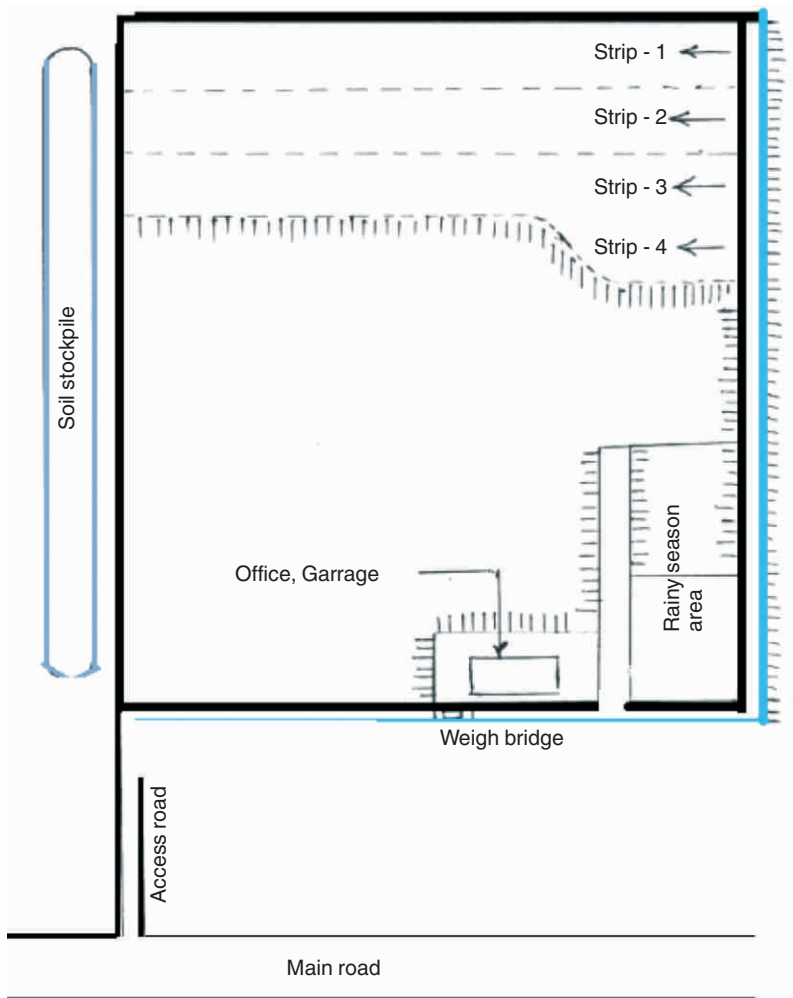 Strip - 1
Strip - 2
Strip - 3
Strip - 4
Soil stockpile
Office, Garrage
Rainy season
area
Weigh bridge
Access road
Main road